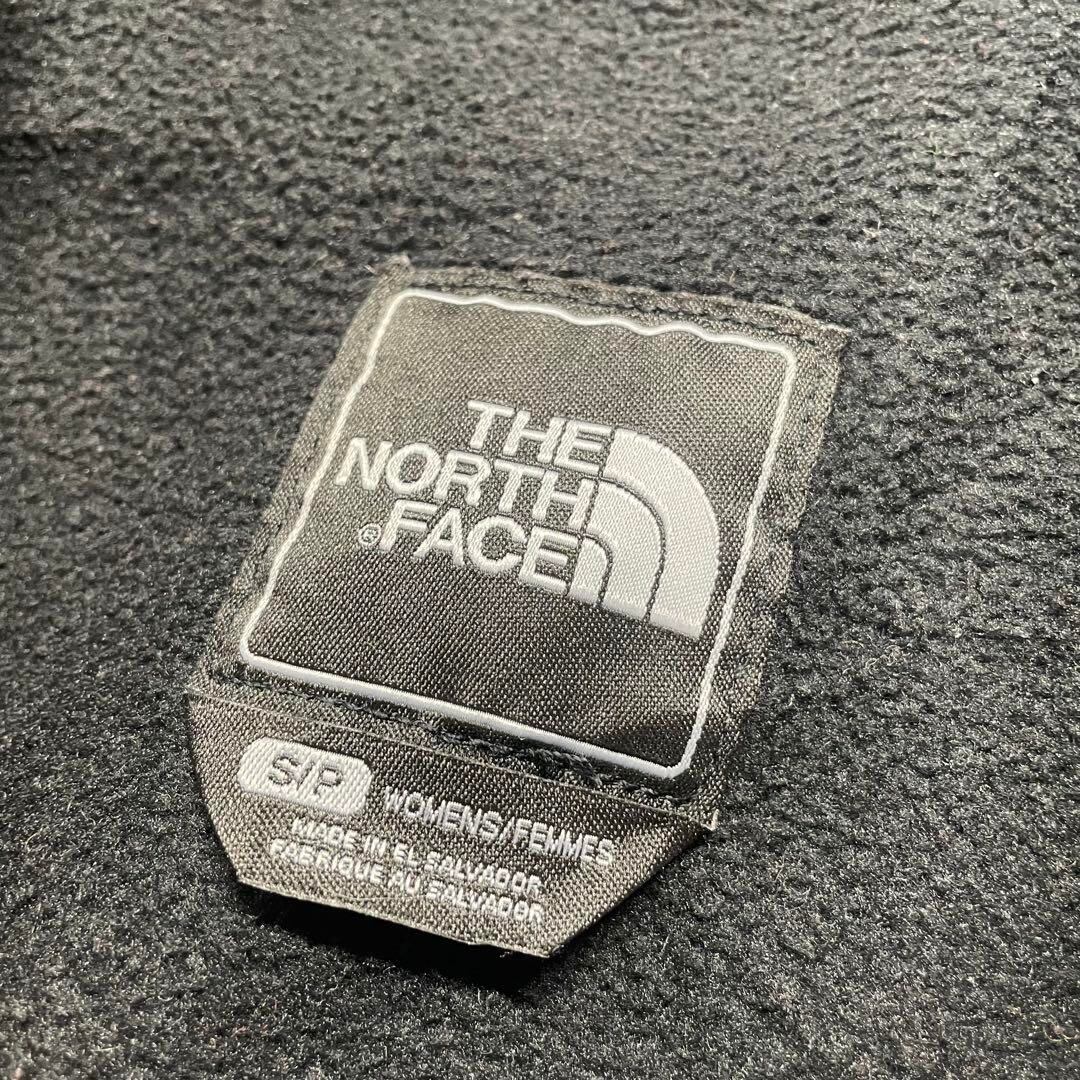 THE
NORTH
®FACE
S/P WOMENS/FEMMES
MADE IN EL SALVADOR
FABRIQUE AU SALVADOR